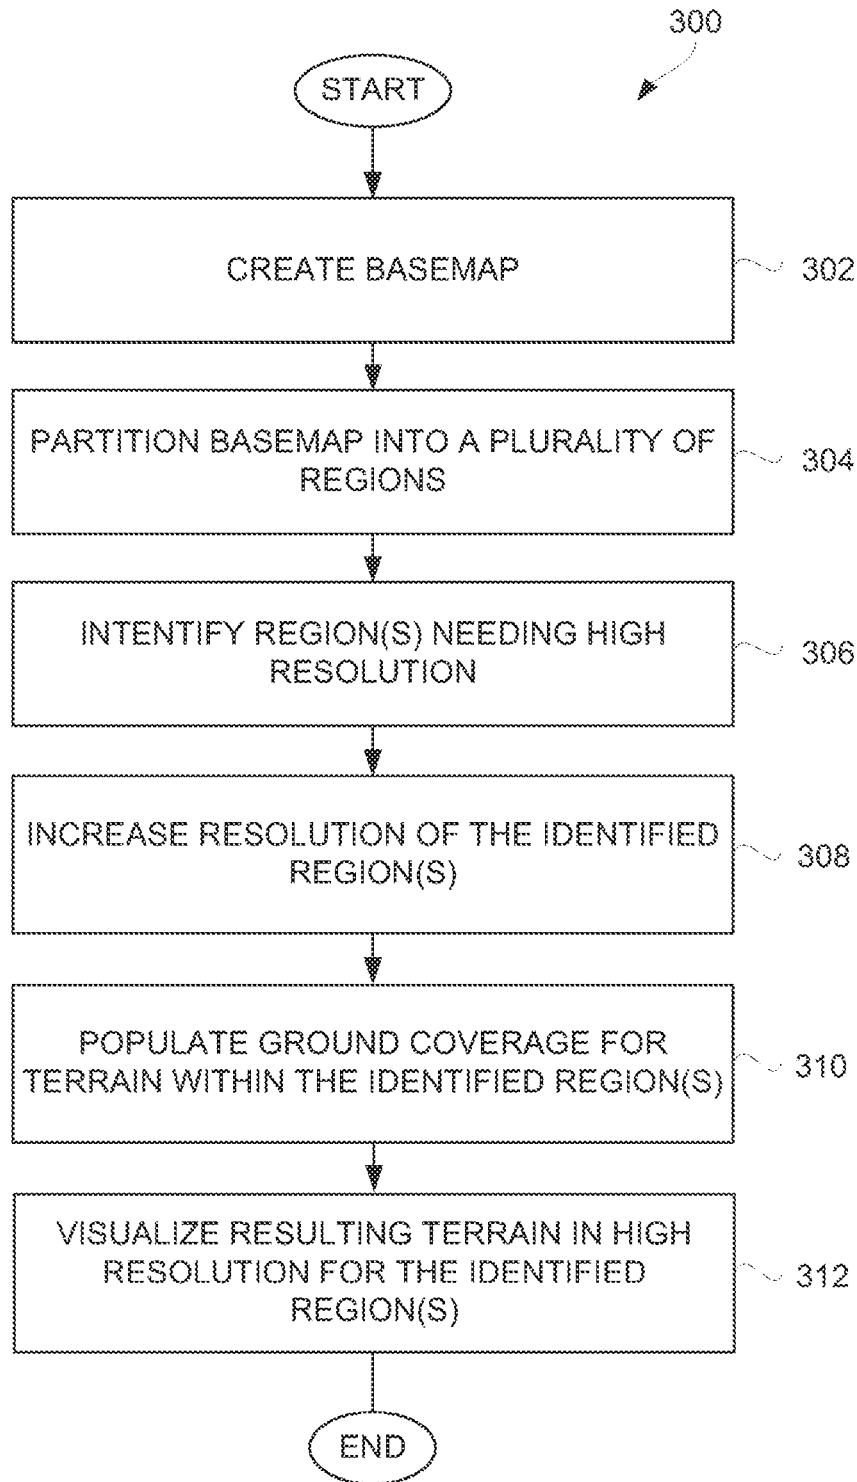 300
START
CREATE BASEMAP
302
PARTITION BASEMAP INTO A PLURALITY OF
REGIONS
304
INTENTIFY REGION(S) NEEDING HIGH
RESOLUTION
306
INCREASE RESOLUTION OF THE IDENTIFIED
REGION(S)
308
POPULATE GROUND COVERAGE FOR
TERRAIN WITHIN THE IDENTIFIED REGION(S)
310
VISUALIZE RESULTING TERRAIN IN HIGH
RESOLUTION FOR THE IDENTIFIED
REGION(S)
312
END